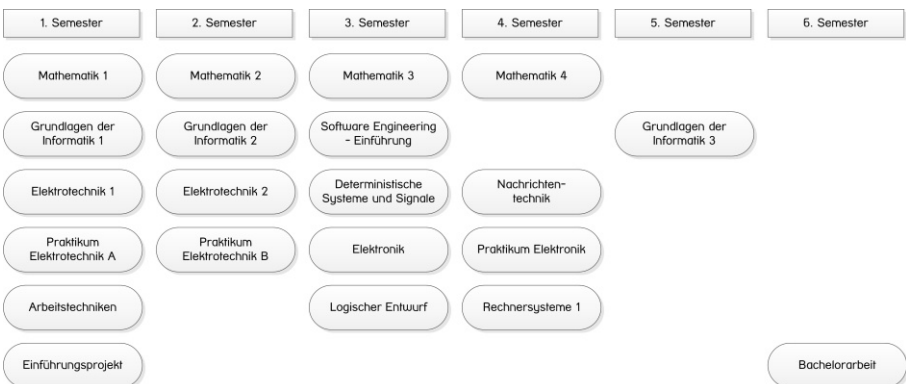 1. Semester
2. Semester
3. Semester
4. Semester
5. Semester
6. Semester
Mathematik 1
Mathematik 2
Mathematik 3
Mathematik 4
Grundlagen der
Informatik 1
Grundlagen der
Informatik 2
Software Engineering
- Einführung
Grundlagen der
Informatik 3
Elektrotechnik 1
Elektrotechnik 2
Deterministische
Systeme und Signale
Nachrichten-
technik
Praktikum
Elektrotechnik A
Praktikum
Elektrotechnik B
Elektronik
Praktikum Elektronik
Arbeitstechniken
Logischer Entwurf
Rechnersysteme 1
Einführungsprojekt
Bachelorarbeit